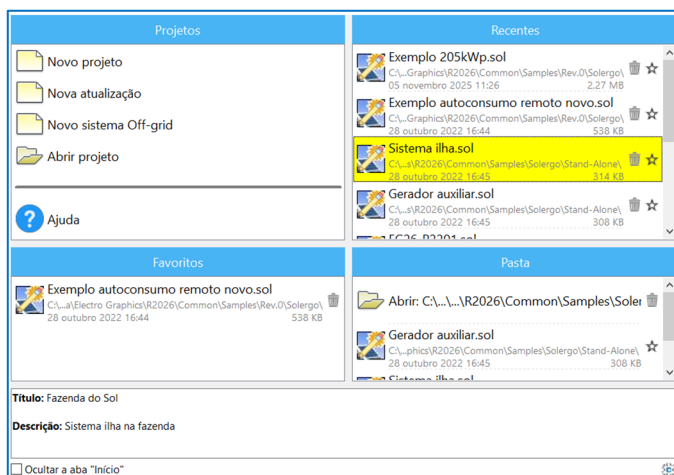 Projetos
Novo projeto
Nova atualização
Novo sistema Off-grid
Abrir projeto
Ajuda
Recentes
Exemplo 205kWp.sol
C:\...Graphics\R2026\Common\Samples\Rev.0\Solergo\
05 novembro 2025 11:26 2,27 MB
Exemplo autoconsumo remoto novo.sol
C:\...Graphics\R2026\Common\Samples\Rev.0\Solergo\
28 outubro 2022 16:44 538 KB
Sistema ilha.sol
C:\...s\R2026\Common\Samples\Solergo\Stand-Alone\
28 outubro 2022 16:45 314 KB
Gerador auxiliar.sol
C:\...s\R2026\Common\Samples\Solergo\Stand-Alone\
28 outubro 2022 16:45 308 KB
Favoritos
Exemplo autoconsumo remoto novo.sol
C:\...a\Electro Graphics\R2026\Common\Samples\Rev.0\Solergo\
28 outubro 2022 16:44 538 KB
Pasta
Abrir: C:\...\...\R2026\Common\Samples\Soler
Gerador auxiliar.sol
C:\...phics\R2026\Common\Samples\Solergo\Stand-Alone\
28 outubro 2022 16:45 308 KB
Sistema ilha.sol
Título: Fazenda do Sol
Descrição: Sistema ilha na fazenda
Ocultar a aba "Início"